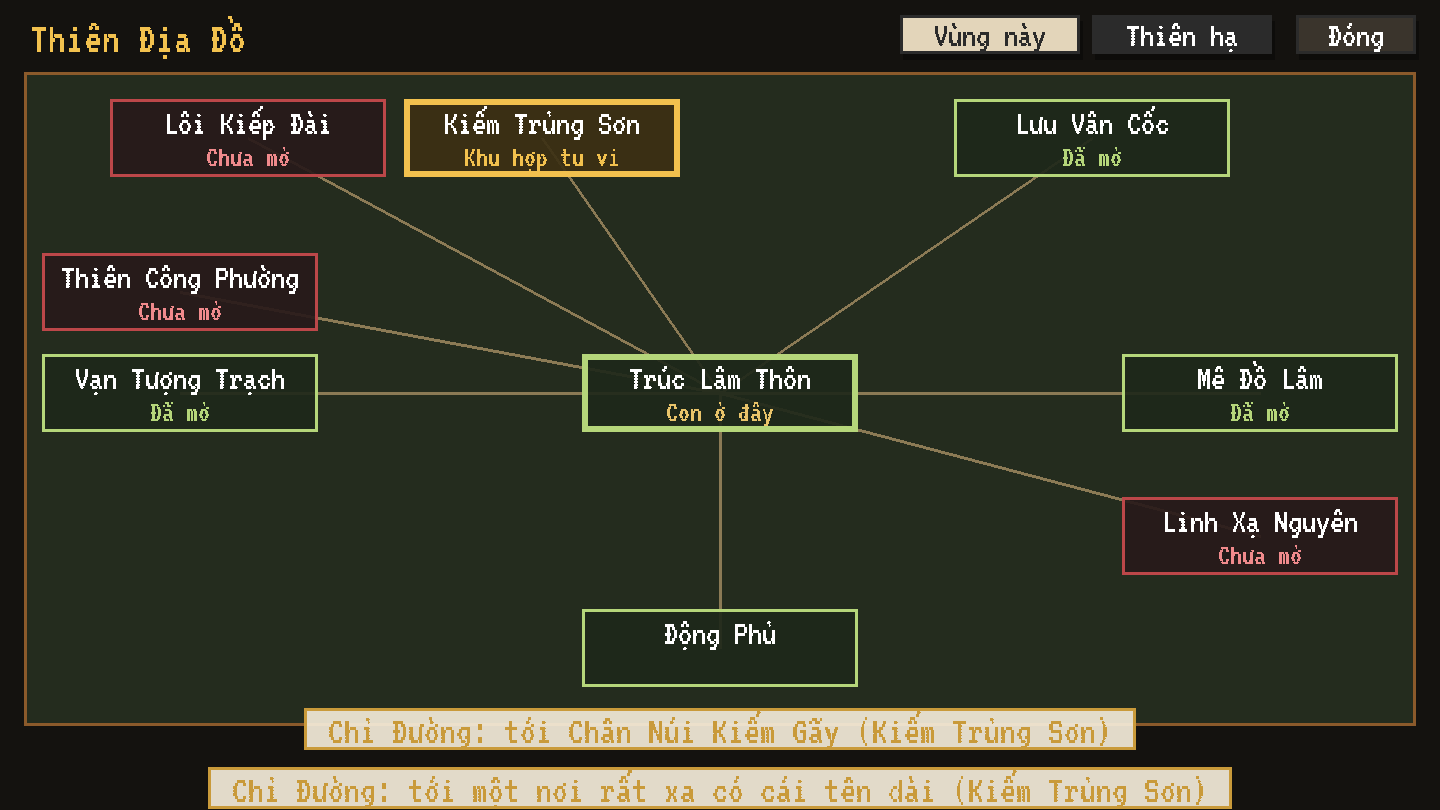 Thiên Địa Đồ
Vùng này
Thiên hạ
Đóng
Lôi Kiếp Đài
Chưa mở
Kiếm Trủng Sơn
Khu hợp tu vi
Lưu Vân Cốc
Đã mở
Thiên Công Phường
Chưa mở
Vạn Tượng Trạch
Đã mở
Trúc Lâm Thôn
Con ở đây
Mê Đồ Lâm
Đã mở
Linh Xạ Nguyên
Chưa mở
Động Phủ
Chỉ Đường: tới Chân Núi Kiếm Gãy (Kiếm Trủng Sơn)
Chỉ Đường: tới một nơi rất xa có cái tên dài (Kiếm Trủng Sơn)